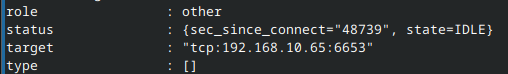 role                : other
status              : {sec_since_connect="48739", state=IDLE}
target              : "tcp:192.168.10.65:6653"
type                : []